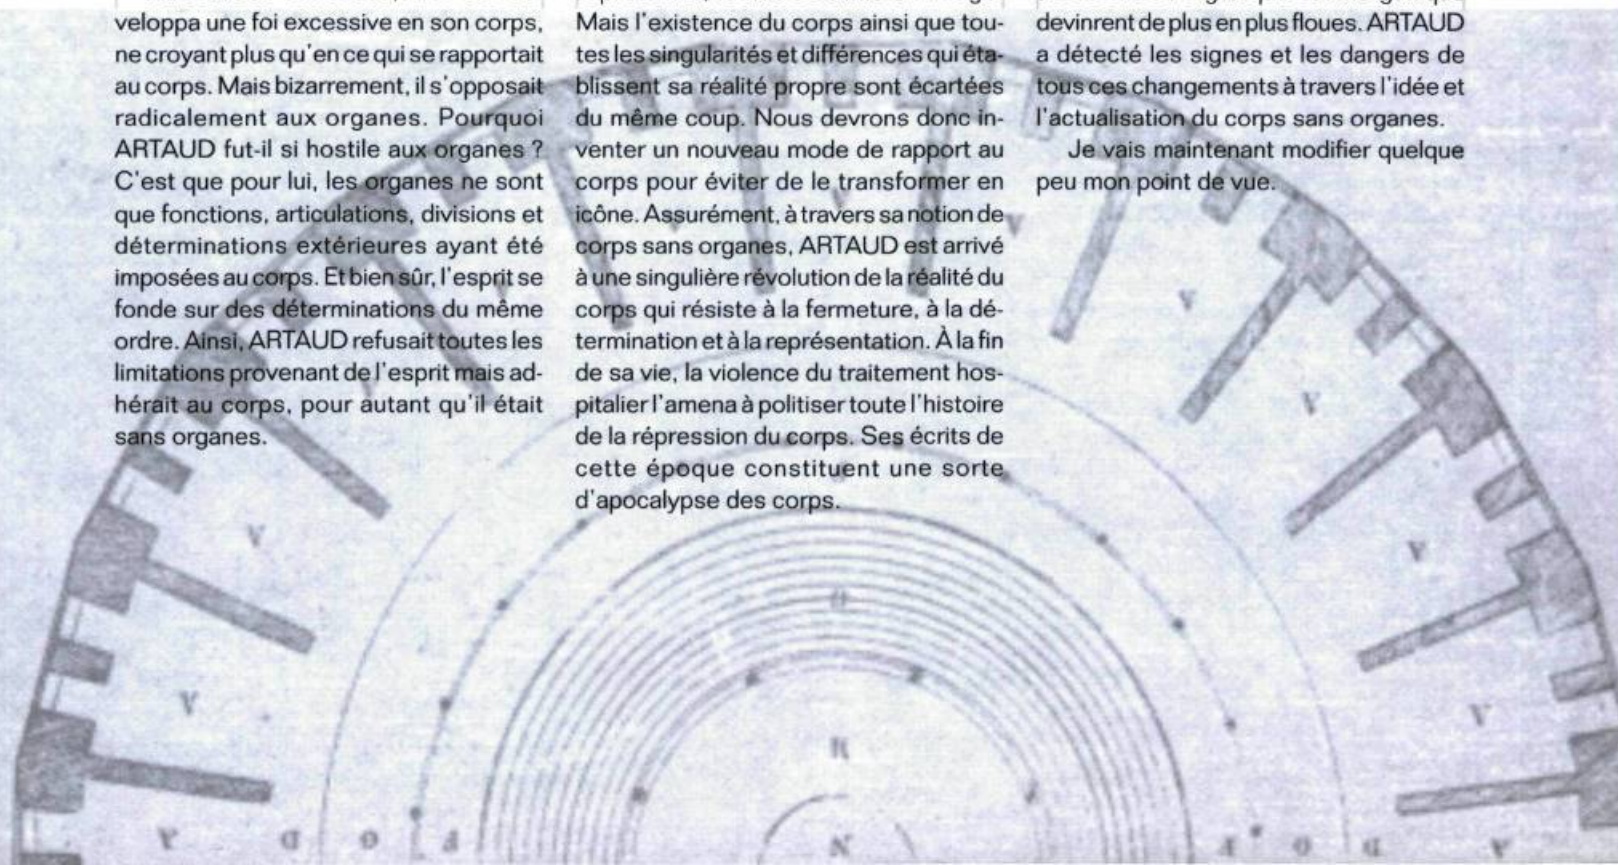 veloppa une foi excessive en son corps,
ne croyant plus qu'en ce qui se rapportait
au corps. Mais bizarrement, il s'opposait
radicalement aux organes. Pourquoi
ARTAUD fut-il si hostile aux organes ?
C'est que pour lui, les organes ne sont
que fonctions, articulations, divisions et
déterminations extérieures ayant été
imposées au corps. Et bien sûr, l'esprit se
fonde sur des déterminations du même
ordre. Ainsi, ARTAUD refusait toutes les
limitations provenant de l'esprit mais ad-
hérait au corps, pour autant qu'il était
sans organes.
Mais l'existence du corps ainsi que tou-
tes les singularités et différences qui éta-
blissent sa réalité propre sont écartées
du même coup. Nous devrons donc in-
venter un nouveau mode de rapport au
corps pour éviter de le transformer en
icône. Assurément, à travers sa notion de
corps sans organes, ARTAUD est arrivé
à une singulière révolution de la réalité du
corps qui résiste à la fermeture, à la dé-
termination et à la représentation. À la fin
de sa vie, la violence du traitement hos-
pitalier l'amena à politiser toute l'histoire
de la répression du corps. Ses écrits de
cette époque constituent une sorte
d'apocalypse des corps.
devinrent de plus en plus floues. ARTAUD
a détecté les signes et les dangers de
tous ces changements à travers l'idée et
l'actualisation du corps sans organes.
Je vais maintenant modifier quelque
peu mon point de vue.